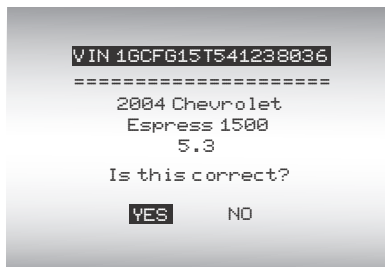 VIN 1GCFG15T541238036
=====================
2004 Chevrolet
Espress 1500
5.3
Is this correct?
YES NO